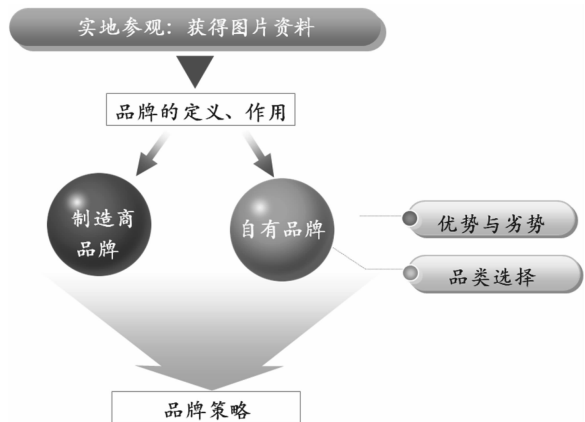 实地参观：获得图片资料
品牌的定义、作用
制造商
品牌
自有品牌
优势与劣势
品类选择
品牌策略